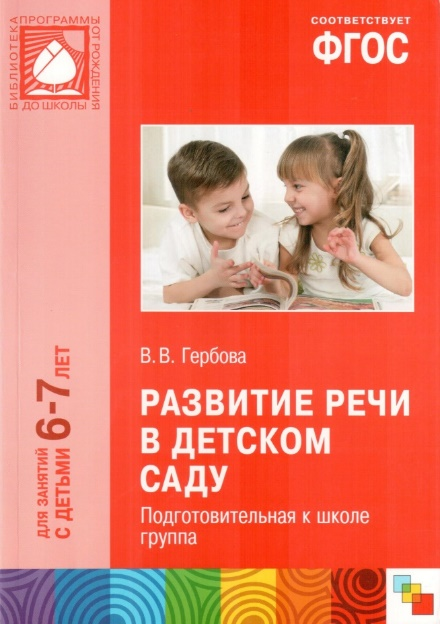 БИБЛИОТЕКА
ПРОГРАММЫ
ОТ РОЖДЕНИЯ
ДО ШКОЛЫ
СООТВЕТСТВУЕТ
ФГОС
В. В. Гербова
РАЗВИТИЕ РЕЧИ
В ДЕТСКОМ
САДУ
Подготовительная к школе
группа
ДЛЯ ЗАНЯТИЙ
С ДЕТЬМИ 6-7 ЛЕТ